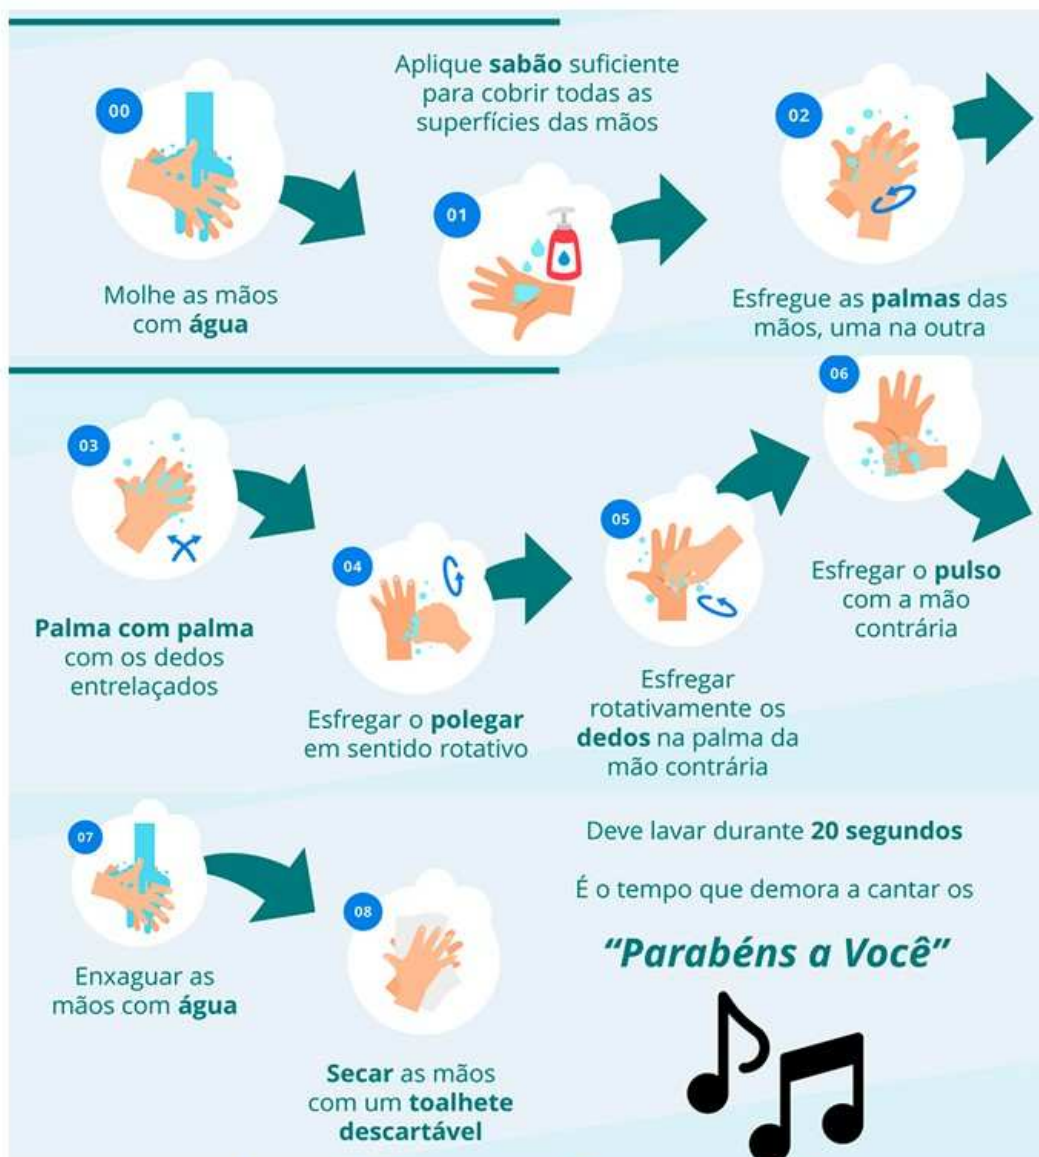 00
Molhe as mãos
com água
Aplique sabão suficiente
para cobrir todas as
superfícies das mãos
01
02
Esfregue as palmas das
mãos, uma na outra
03
Palma com palma
com os dedos
entrelaçados
04
Esfregar o polegar
em sentido rotativo
05
Esfregar
rotativamente os
dedos na palma da
mão contrária
06
Esfregar o pulso
com a mão
contrária
07
Enxaguar as
mãos com água
08
Secar as mãos
com um toalhete
descartável
Deve lavar durante 20 segundos
É o tempo que demora a cantar os
“Parabéns a Você”